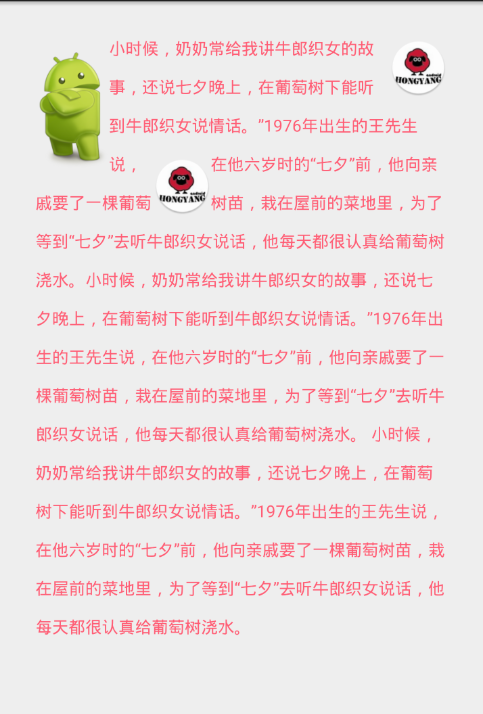 小时候，奶奶常给我讲牛郎织女的故
事，还说七夕晚上，在葡萄树下能听
到牛郎织女说情话。”1976年出生的王先生
说，在他六岁时的“七夕”前，他向亲
戚要了一棵葡萄树苗，栽在屋前的菜地里，为了
等到“七夕”去听牛郎织女说话，他每天都很认真给葡萄树
浇水。小时候，奶奶常给我讲牛郎织女的故事，还说七
夕晚上，在葡萄树下能听到牛郎织女说情话。”1976年出
生的王先生说，在他六岁时的“七夕”前，他向亲戚要了一
棵葡萄树苗，栽在屋前的菜地里，为了等到“七夕”去听牛
郎织女说话，他每天都很认真给葡萄树浇水。 小时候，
奶奶常给我讲牛郎织女的故事，还说七夕晚上，在葡萄
树下能听到牛郎织女说情话。”1976年出生的王先生说，
在他六岁时的“七夕”前，他向亲戚要了一棵葡萄树苗，栽
在屋前的菜地里，为了等到“七夕”去听牛郎织女说话，他
每天都很认真给葡萄树浇水。
android
HONGYANG
android
HONGYANG